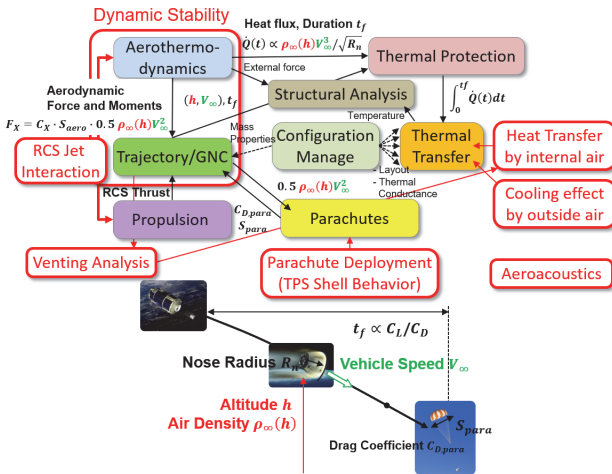 Dynamic Stability
Heat flux, Duration t_f
Q̇(t) ∝ ρ∞(h)V∞³/√R_n
Aerothermo-
dynamics
External force
Thermal Protection
Aerodynamic
Force and Moments
F_X = C_X · S_aero · 0.5 ρ∞(h)V∞²
(h, V∞), t_f
Structural Analysis
∫₀^tf Q̇(t)dt
Temperature
Mass
Properties
RCS Jet
Interaction
Trajectory/GNC
Configuration
Manage
Thermal
Transfer
Heat Transfer
by internal air
- Layout
- Thermal
Conductance
RCS Thrust
0.5 ρ∞(h)V∞²
Cooling effect
by outside air
Propulsion
C_D,para
S_para
Parachutes
Venting Analysis
Parachute Deployment
(TPS Shell Behavior)
Aeroacoustics
t_f ∝ C_L/C_D
Nose Radius R_n
Vehicle Speed V∞
Altitude h
Air Density ρ∞(h)
S_para
Drag Coefficient C_D,para